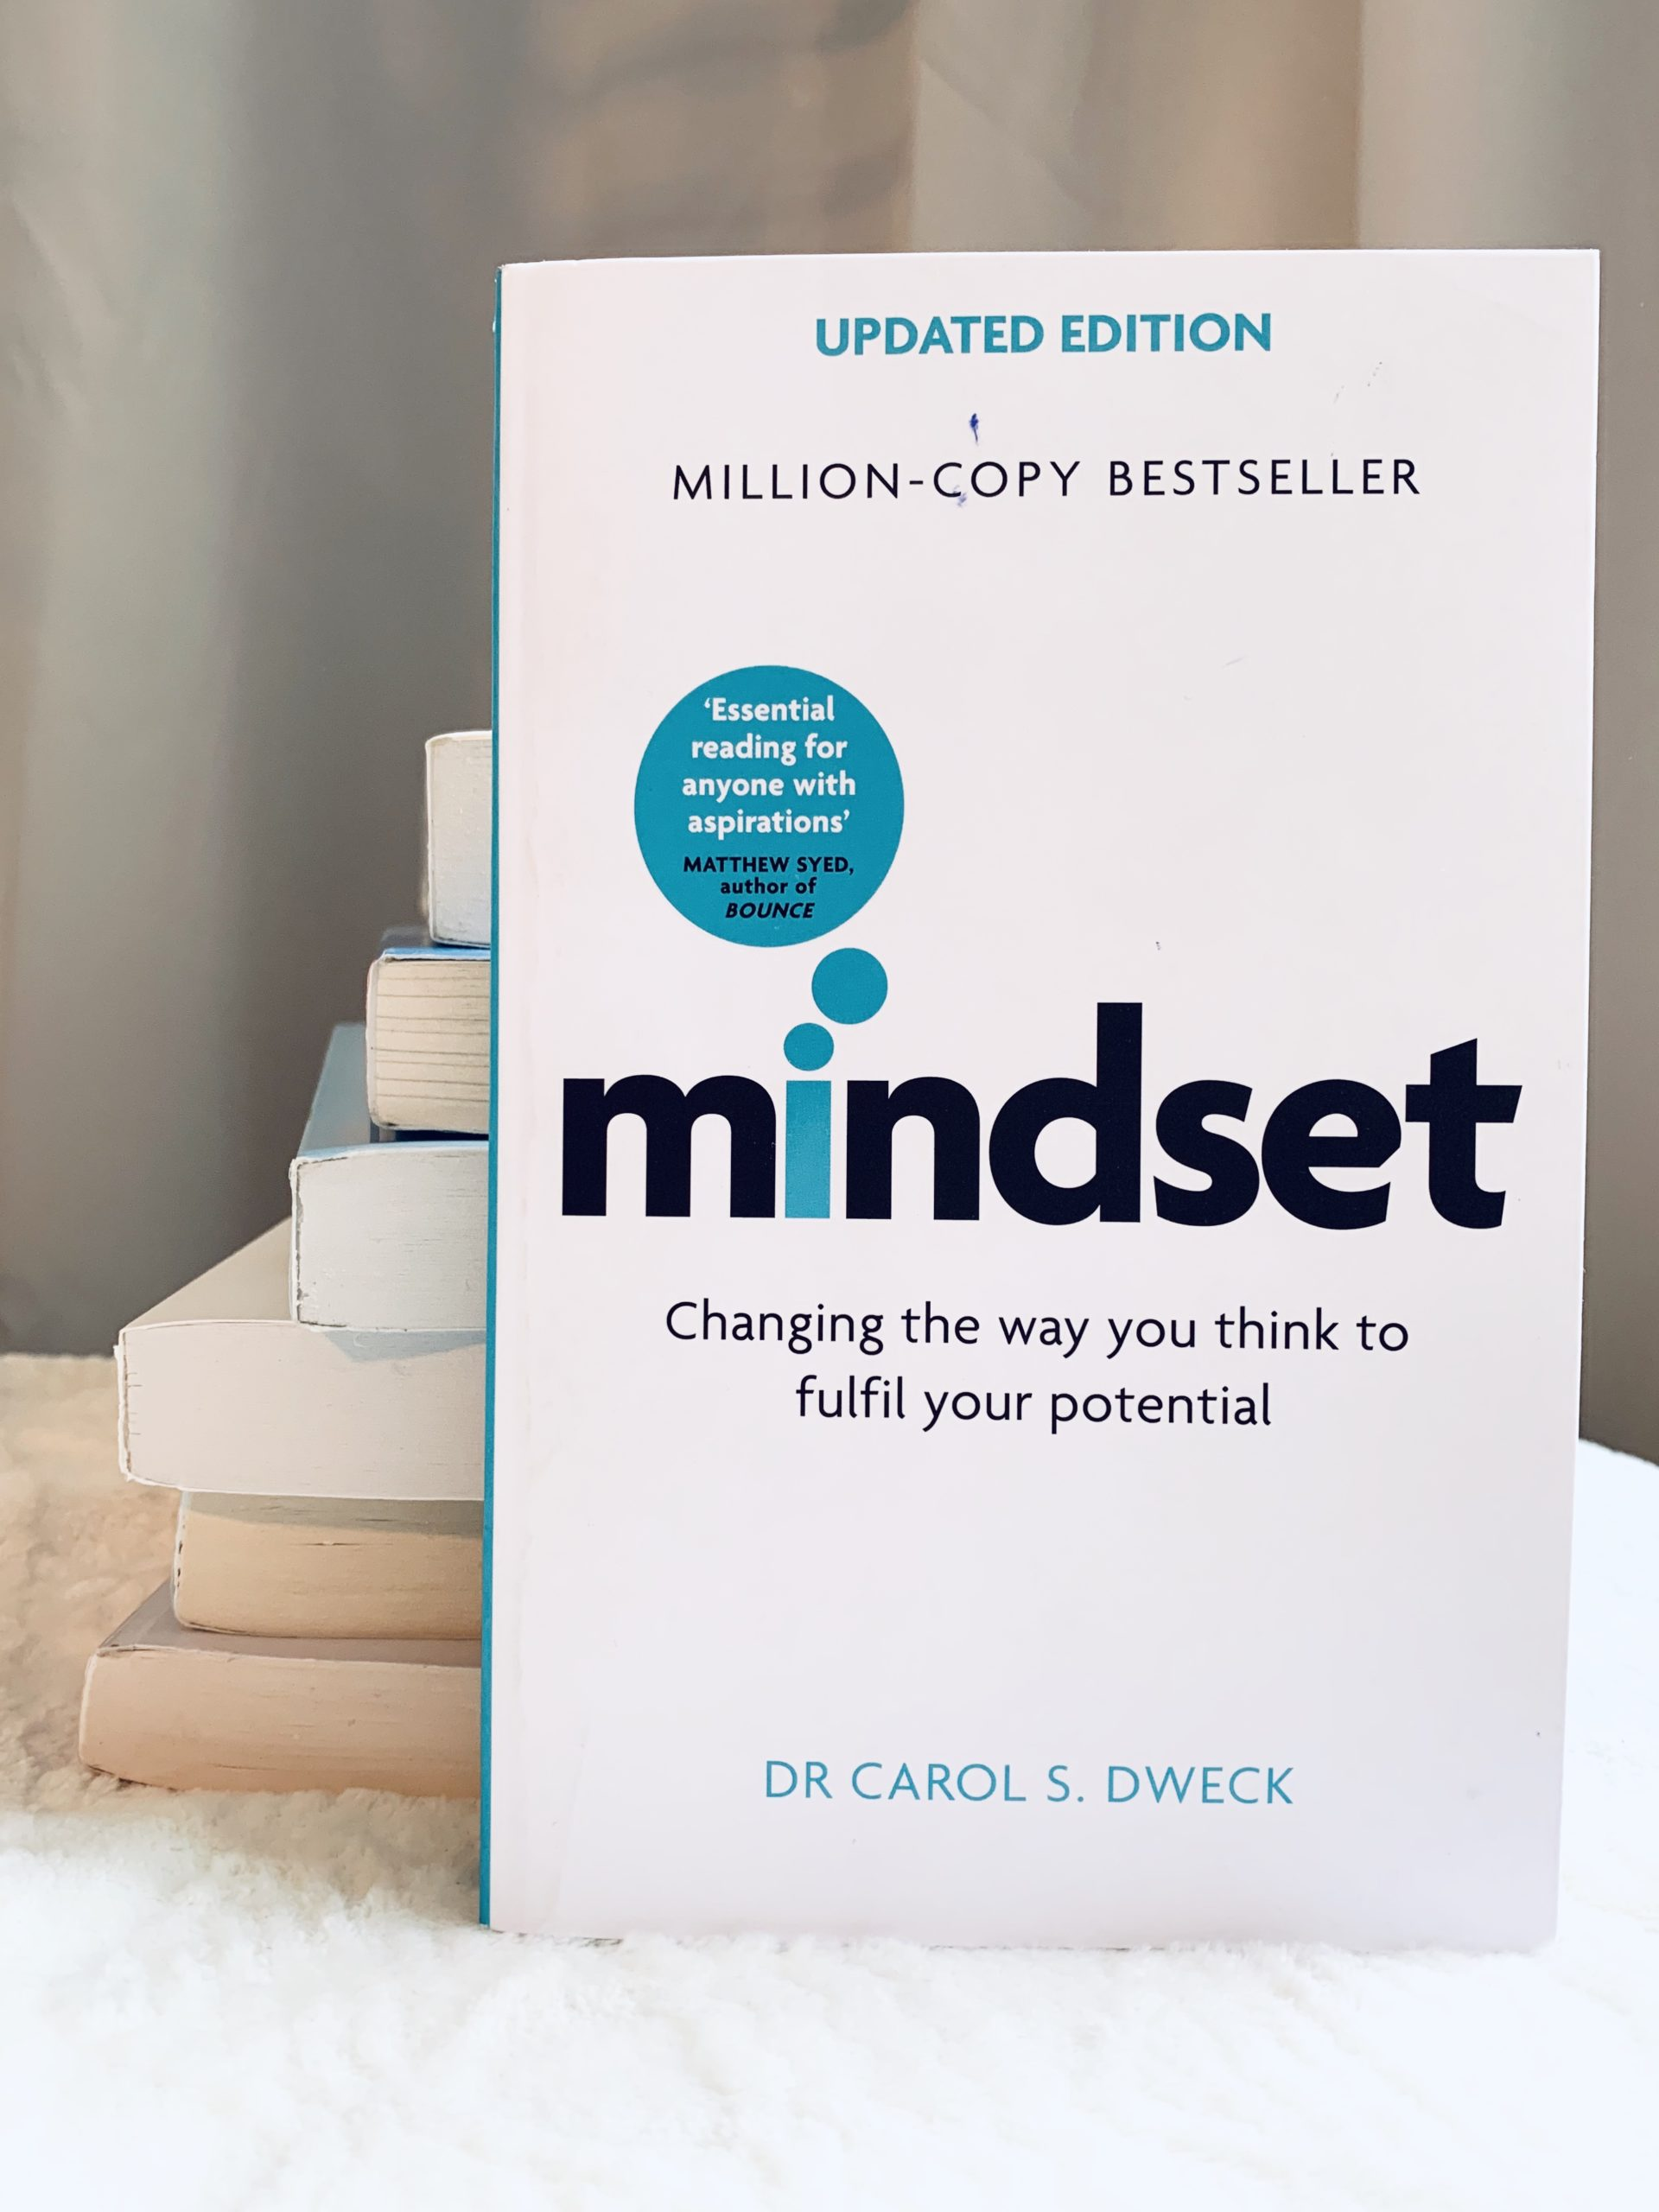 UPDATED EDITION
MILLION-COPY BESTSELLER
‘Essential
reading for
anyone with
aspirations’
MATTHEW SYED,
author of
BOUNCE
mindset
Changing the way you think to
fulfil your potential
DR CAROL S. DWECK